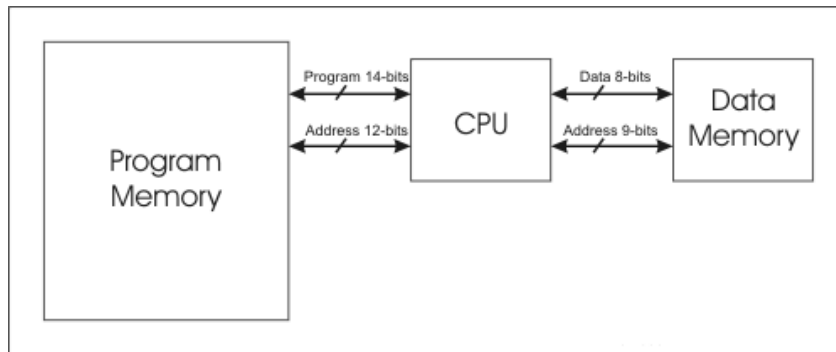 Program 14-bits
Data 8-bits
Address 12-bits
Address 9-bits
Program
Memory
CPU
Data
Memory